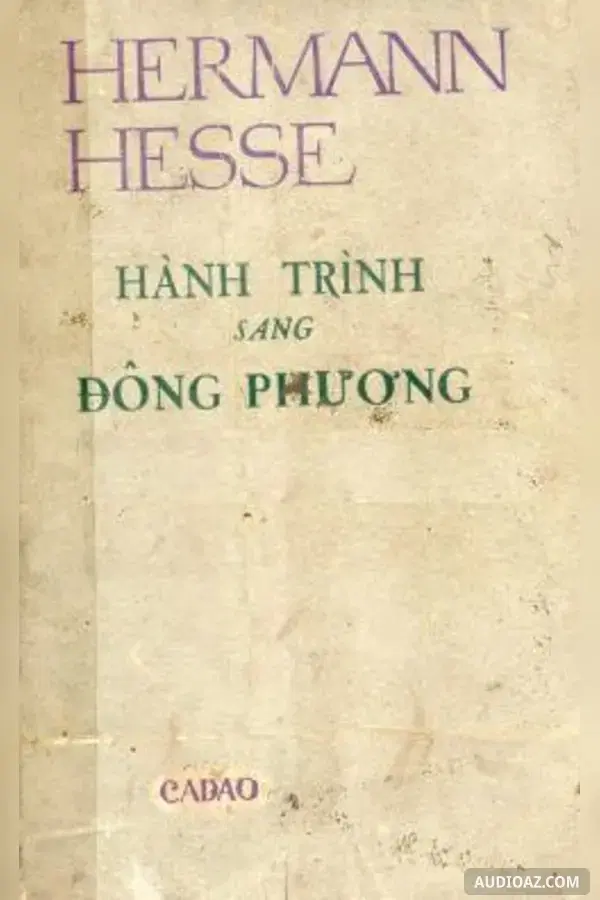 HERMANN
HESSE
HÀNH TRÌNH
SANG
ĐÔNG PHƯƠNG
CADAO
AUDIOAZ.COM